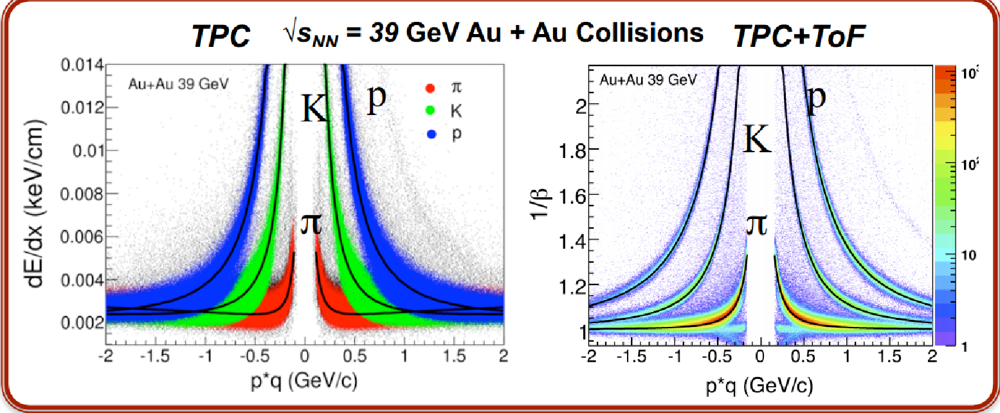 TPC √sNN = 39 GeV Au + Au Collisions TPC+ToF
Au+Au 39 GeV
π
K
p
K
p
π
0.014
0.012
0.01
0.008
0.006
0.004
0.002
dE/dx (keV/cm)
-2 -1.5 -1 -0.5 0 0.5 1 1.5 2
p*q (GeV/c)
Au+Au 39 GeV
p
K
π
2
1.8
1.6
1.4
1.2
1
1/β
-2 -1.5 -1 -0.5 0 0.5 1 1.5 2
p*q (GeV/c)
10²
10
1